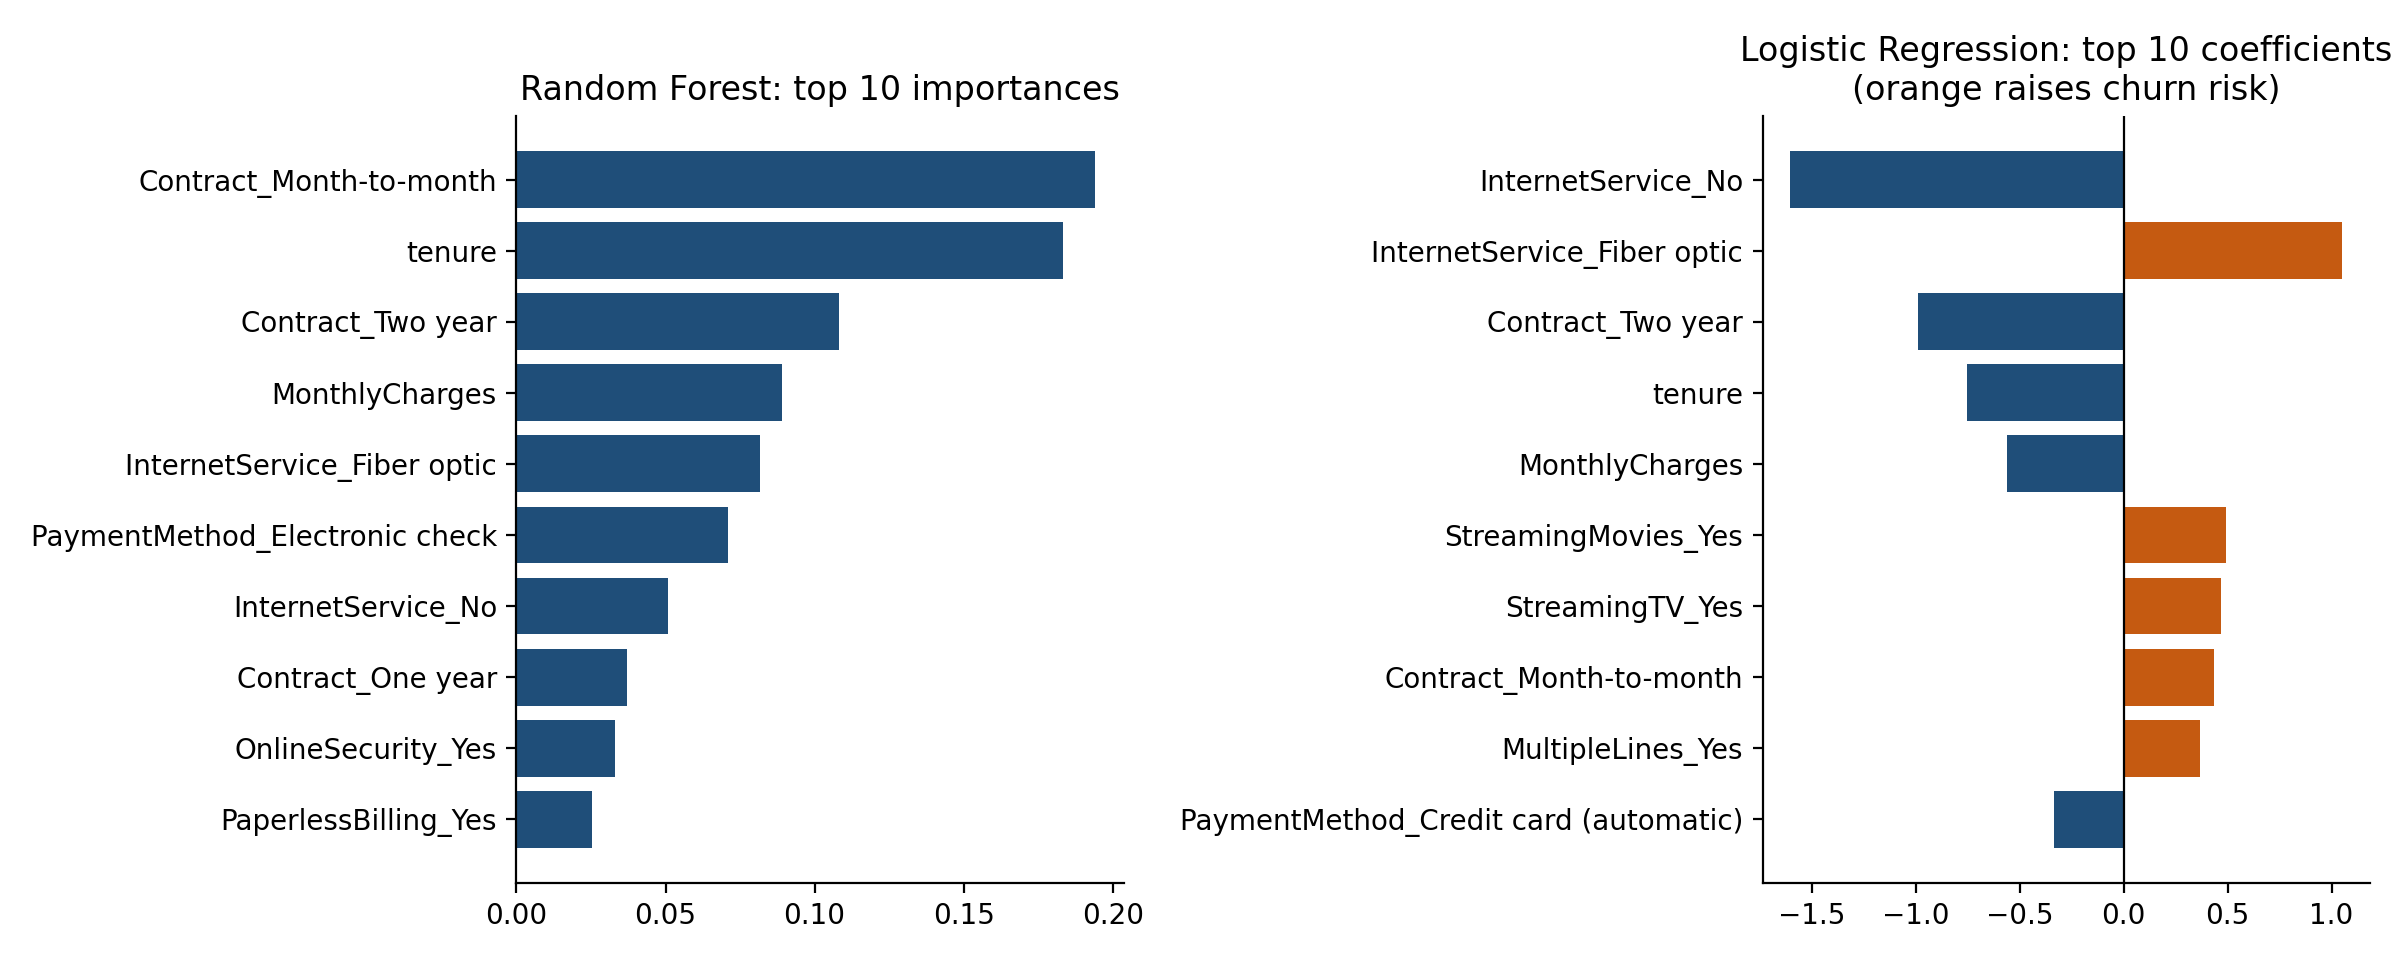 Random Forest: top 10 importances
Contract_Month-to-month
tenure
Contract_Two year
MonthlyCharges
InternetService_Fiber optic
PaymentMethod_Electronic check
InternetService_No
Contract_One year
OnlineSecurity_Yes
PaperlessBilling_Yes
0.00 0.05 0.10 0.15 0.20
Logistic Regression: top 10 coefficients
(orange raises churn risk)
InternetService_No
InternetService_Fiber optic
Contract_Two year
tenure
MonthlyCharges
StreamingMovies_Yes
StreamingTV_Yes
Contract_Month-to-month
MultipleLines_Yes
PaymentMethod_Credit card (automatic)
−1.5 −1.0 −0.5 0.0 0.5 1.0